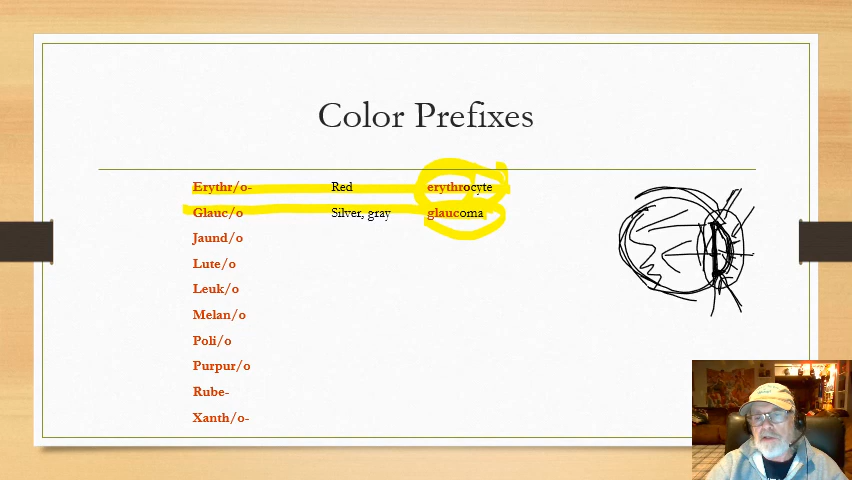 Color Prefixes
Erythr/o- Red erythrocyte
Glauc/o Silver, gray glaucoma
Jaund/o
Lute/o
Leuk/o
Melan/o
Poli/o
Purpur/o
Rube-
Xanth/o-